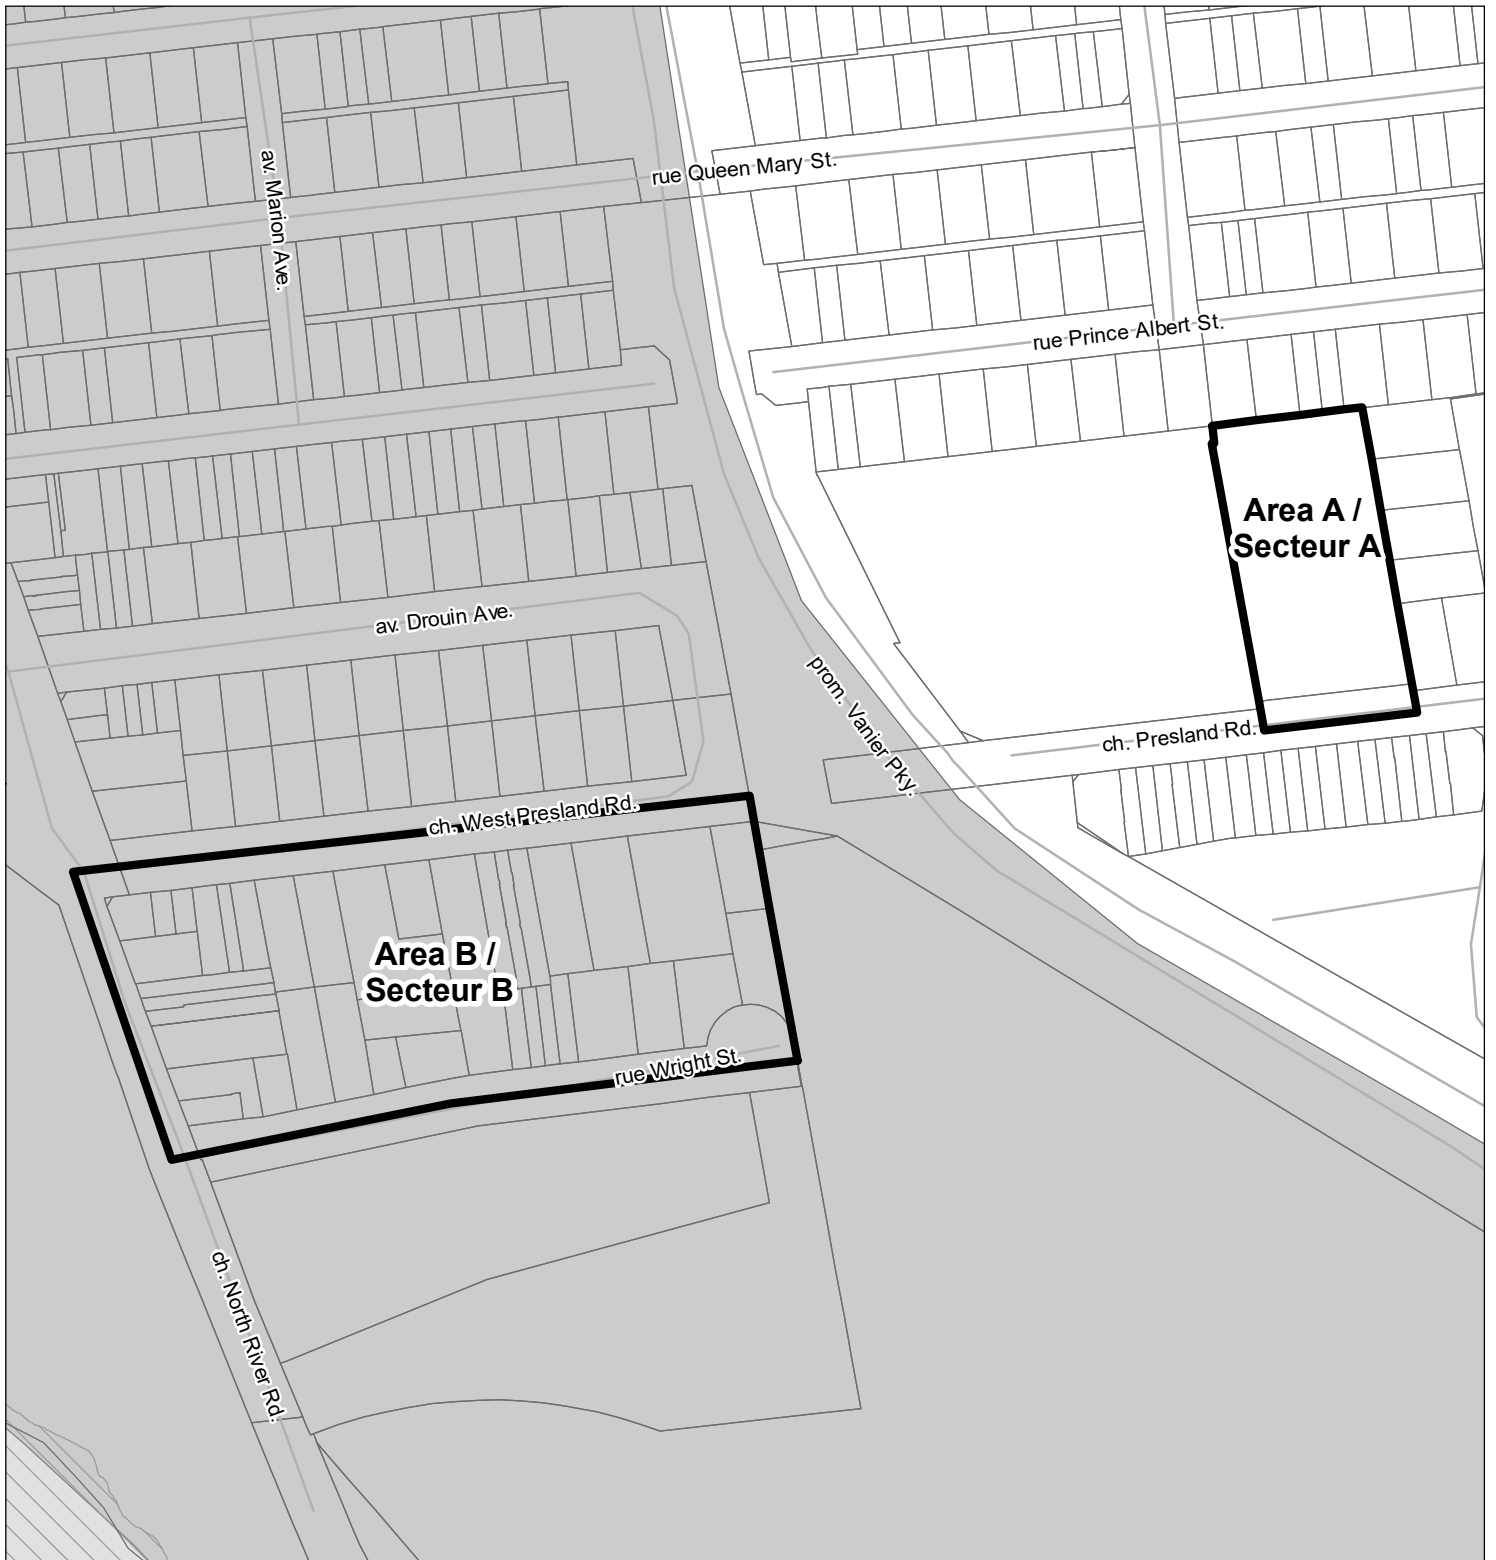 rue Queen Mary St.
av. Marion Ave.
rue Prince Albert St.
Area A /
Secteur A
av. Drouin Ave.
prom. Vanier Pky.
ch. Presland Rd.
ch. West Presland Rd.
Area B /
Secteur B
rue Wright St.
ch. North River Rd.